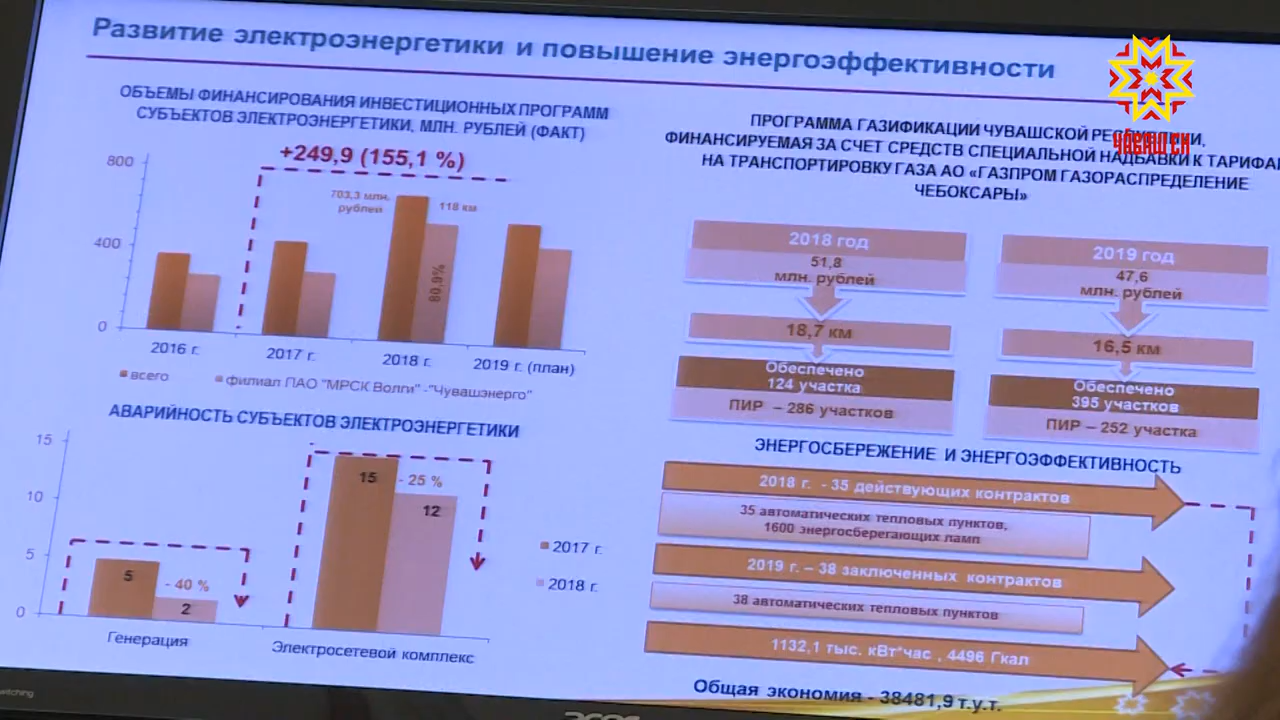 Развитие электроэнергетики и повышение энергоэффективности
ОБЪЕМЫ ФИНАНСИРОВАНИЯ ИНВЕСТИЦИОННЫХ ПРОГРАММ
СУБЪЕКТОВ ЭЛЕКТРОЭНЕРГЕТИКИ, МЛН. РУБЛЕЙ (ФАКТ)
+249,9 (155,1 %)
800
400
0
703,3 млн.
рублей
118 км
80,9%
2016 г.
2017 г.
2018 г.
2019 г. (план)
всего
филиал ПАО "МРСК Волги" -"Чувашэнерго"
АВАРИЙНОСТЬ СУБЪЕКТОВ ЭЛЕКТРОЭНЕРГЕТИКИ
15
10
5
0
5
- 40 %
2
15
- 25 %
12
2017 г.
2018 г.
Генерация
Электросетевой комплекс
ПРОГРАММА ГАЗИФИКАЦИИ ЧУВАШСКОЙ РЕСПУБЛИКИ,
ФИНАНСИРУЕМАЯ ЗА СЧЕТ СРЕДСТВ СПЕЦИАЛЬНОЙ НАДБАВКИ К ТАРИФА
НА ТРАНСПОРТИРОВКУ ГАЗА АО «ГАЗПРОМ ГАЗОРАСПРЕДЕЛЕНИЕ
ЧЕБОКСАРЫ»
ЧӐВАШ ЕН
2018 год
51,8
млн. рублей
18,7 км
Обеспечено
124 участка
ПИР – 286 участков
2019 год
47,6
млн. рублей
16,5 км
Обеспечено
395 участков
ПИР – 252 участка
ЭНЕРГОСБЕРЕЖЕНИЕ И ЭНЕРГОЭФФЕКТИВНОСТЬ
2018 г. - 35 действующих контрактов
35 автоматических тепловых пунктов,
1600 энергосберегающих ламп
2019 г. – 38 заключенных контрактов
38 автоматических тепловых пунктов
1132,1 тыс. кВт*час , 4496 Гкал
Общая экономия - 38481,9 т.у.т.